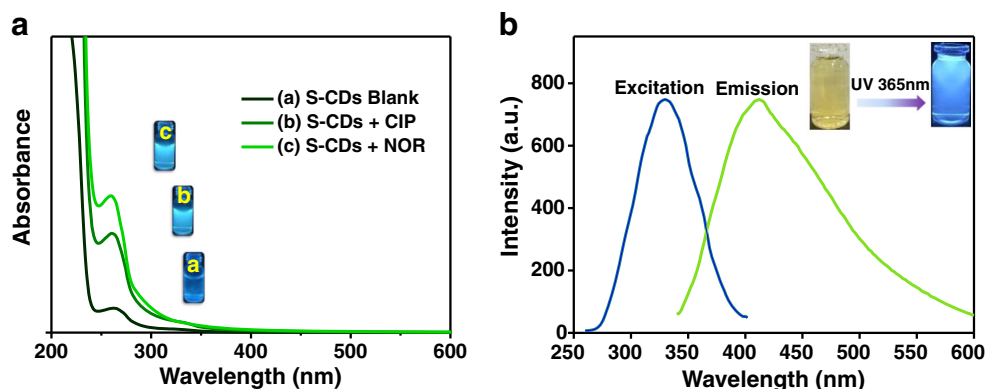 a
(a) S-CDs Blank
(b) S-CDs + CIP
(c) S-CDs + NOR
c
b
a
Absorbance
200 300 400 500 600
Wavelength (nm)
b
UV 365nm
Excitation Emission
Intensity (a.u.)
800
600
400
200
0
250 300 350 400 450 500 550 600
Wavelength (nm)